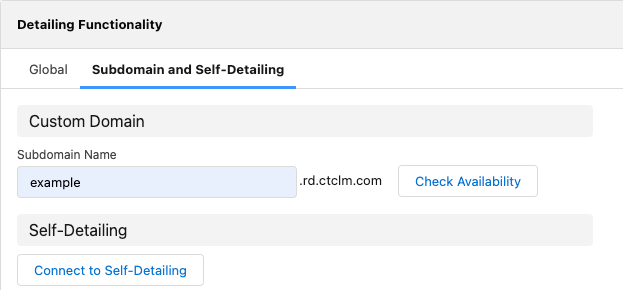 Detailing Functionality
Global Subdomain and Self-Detailing
Custom Domain
Subdomain Name
example .rd.ctclm.com Check Availability
Self-Detailing
Connect to Self-Detailing